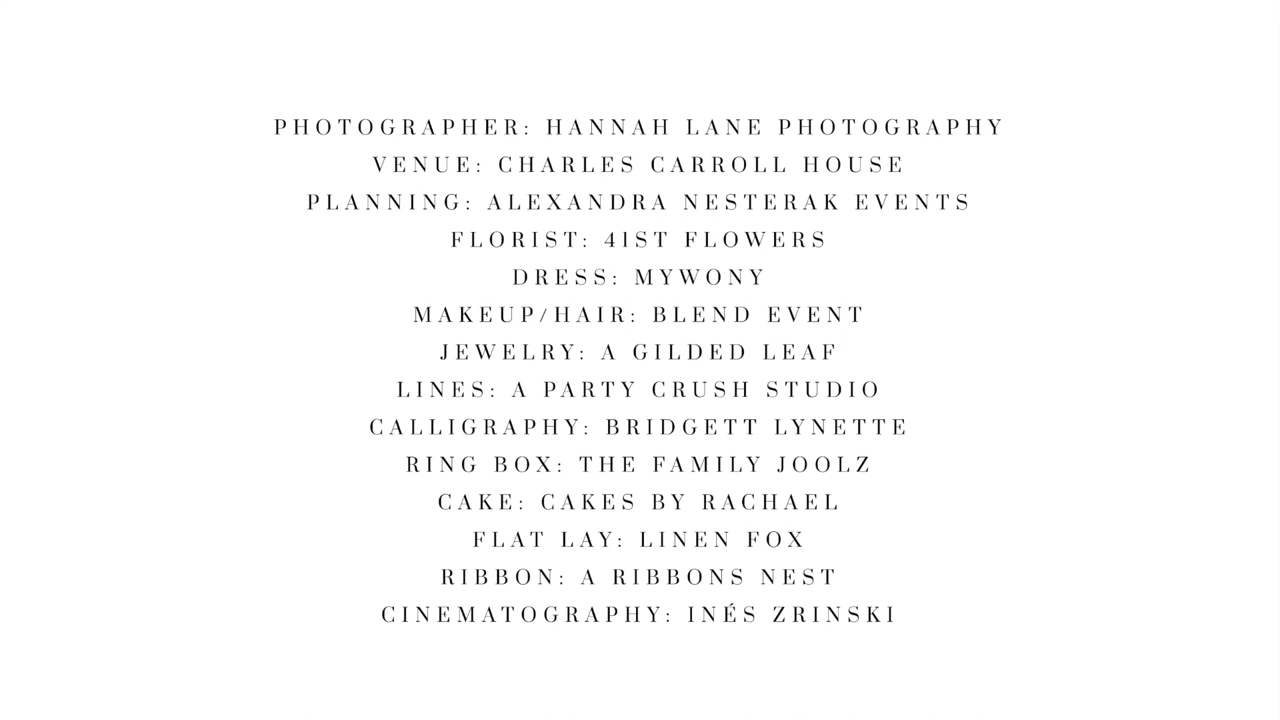 PHOTOGRAPHER: HANNAH LANE PHOTOGRAPHY
VENUE: CHARLES CARROLL HOUSE
PLANNING: ALEXANDRA NESTERAK EVENTS
FLORIST: 41ST FLOWERS
DRESS: MYWONY
MAKEUP/HAIR: BLEND EVENT
JEWELRY: A GILDED LEAF
LINES: A PARTY CRUSH STUDIO
CALLIGRAPHY: BRIDGETT LYNETTE
RING BOX: THE FAMILY JOOLZ
CAKE: CAKES BY RACHAEL
FLAT LAY: LINEN FOX
RIBBON: A RIBBONS NEST
CINEMATOGRAPHY: INÉS ZRINSKI